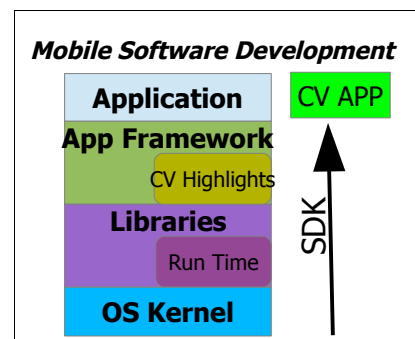 Mobile Software Development
Application
CV APP
App Framework
CV Highlights
Libraries
SDK
Run Time
OS Kernel